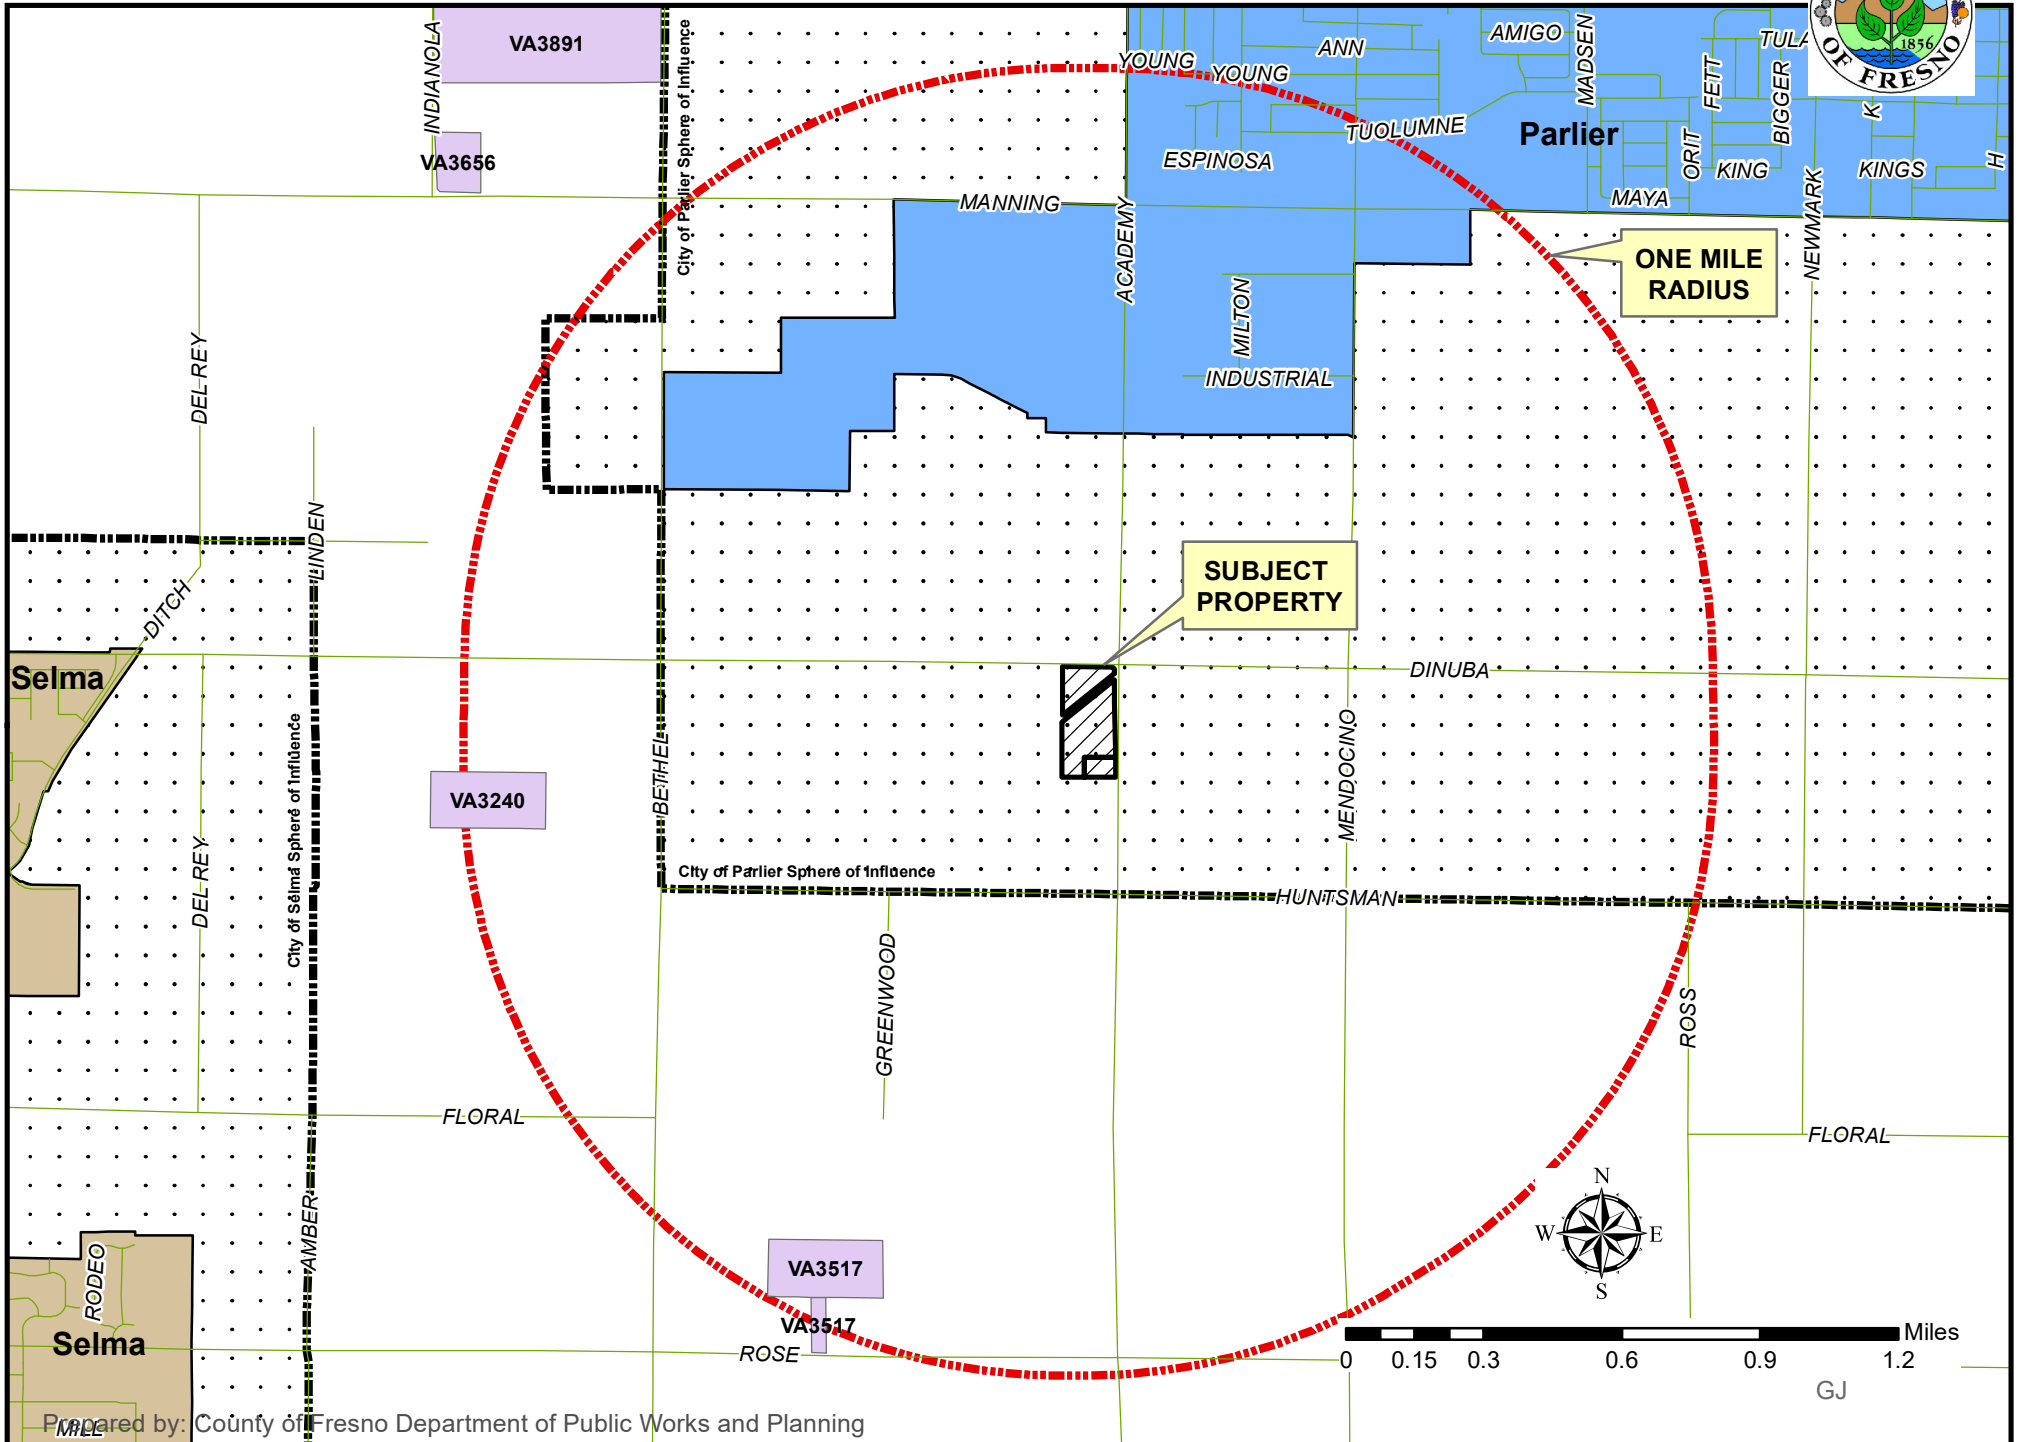 INDIANOLA
VA3891
City of Parlier Sphere of Influence
YOUNG
YOUNG
ANN
AMIGO
MADSEN
FETT
BIGGER
1856
OF FRESNO
K
H
VA3656
ESPINOSA
TUOLUMNE
Parlier
ORIT
KING
KINGS
MAYA
NEWMARK
MANNING
ACADEMY
ONE MILE
RADIUS
MILTON
INDUSTRIAL
DEL REY
LINDEN
DITCH
SUBJECT
PROPERTY
Selma
DINUBA
City of Selma Sphere of Influence
BETHEL
MENDOCINO
VA3240
DEL REY
City of Parlier Sphere of Influence
HUNTSMAN
GREENWOOD
ROSS
FLORAL
FLORAL
AMBER
N
W
E
S
RODEO
VA3517
VA3517
Selma
ROSE
Miles
0 0.15 0.3 0.6 0.9 1.2
GJ
Prepared by: County of Fresno Department of Public Works and Planning
MILL